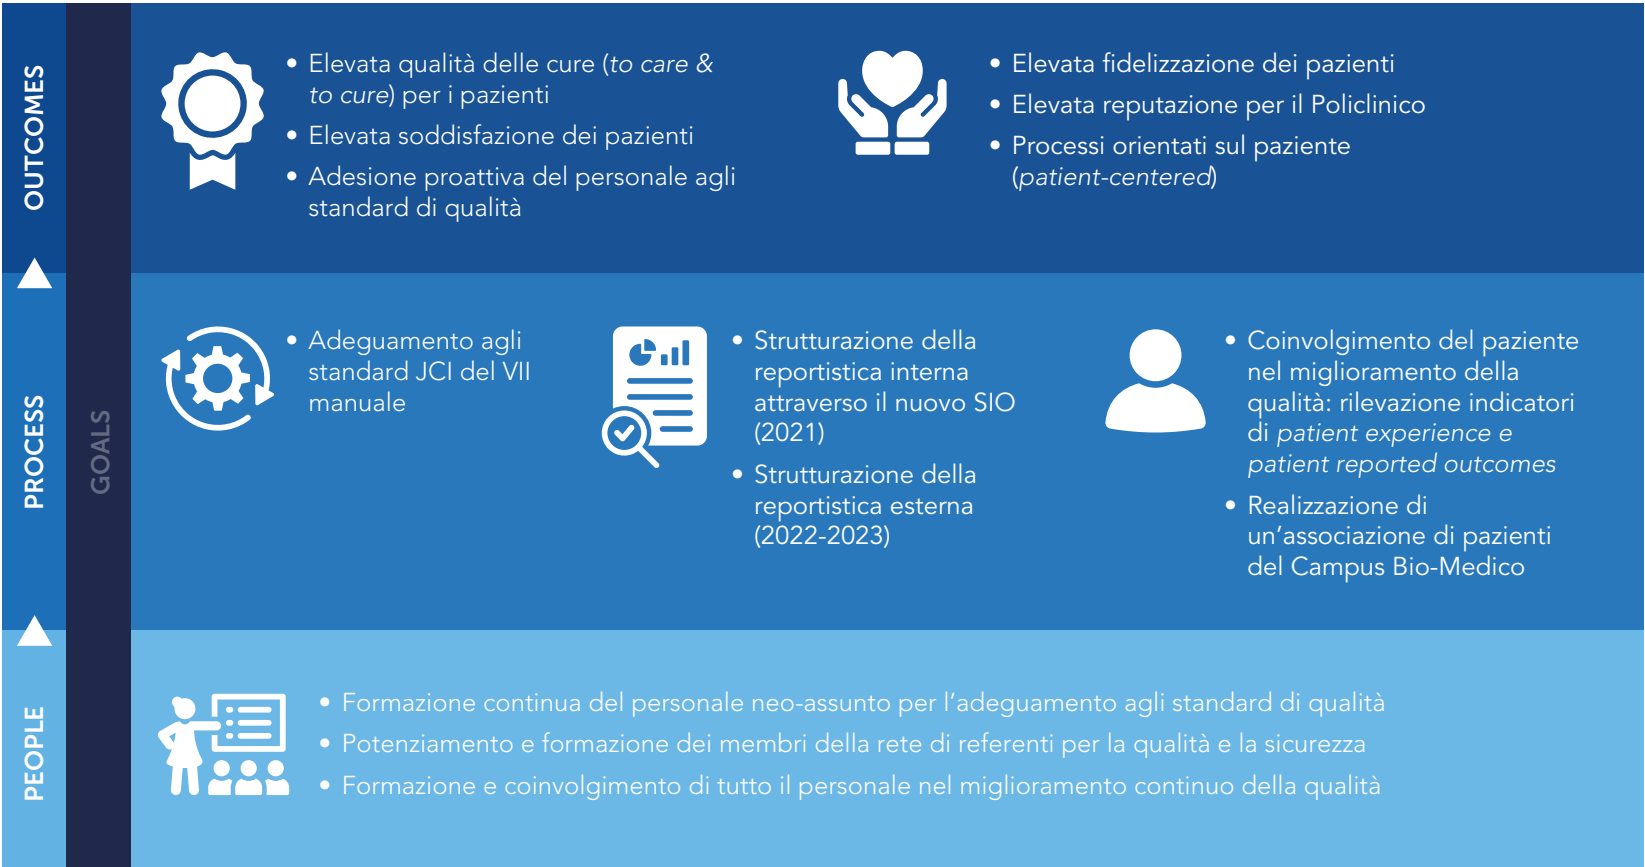 OUTCOMES
GOALS
• Elevata qualità delle cure (to care &
to cure) per i pazienti
• Elevata soddisfazione dei pazienti
• Adesione proattiva del personale agli
standard di qualità
• Elevata fidelizzazione dei pazienti
• Elevata reputazione per il Policlinico
• Processi orientati sul paziente
(patient-centered)
PROCESS
• Adeguamento agli
standard JCI del VII
manuale
• Strutturazione della
reportistica interna
attraverso il nuovo SIO
(2021)
• Strutturazione della
reportistica esterna
(2022-2023)
• Coinvolgimento del paziente
nel miglioramento della
qualità: rilevazione indicatori
di patient experience e
patient reported outcomes
• Realizzazione di
un’associazione di pazienti
del Campus Bio-Medico
PEOPLE
• Formazione continua del personale neo-assunto per l’adeguamento agli standard di qualità
• Potenziamento e formazione dei membri della rete di referenti per la qualità e la sicurezza
• Formazione e coinvolgimento di tutto il personale nel miglioramento continuo della qualità